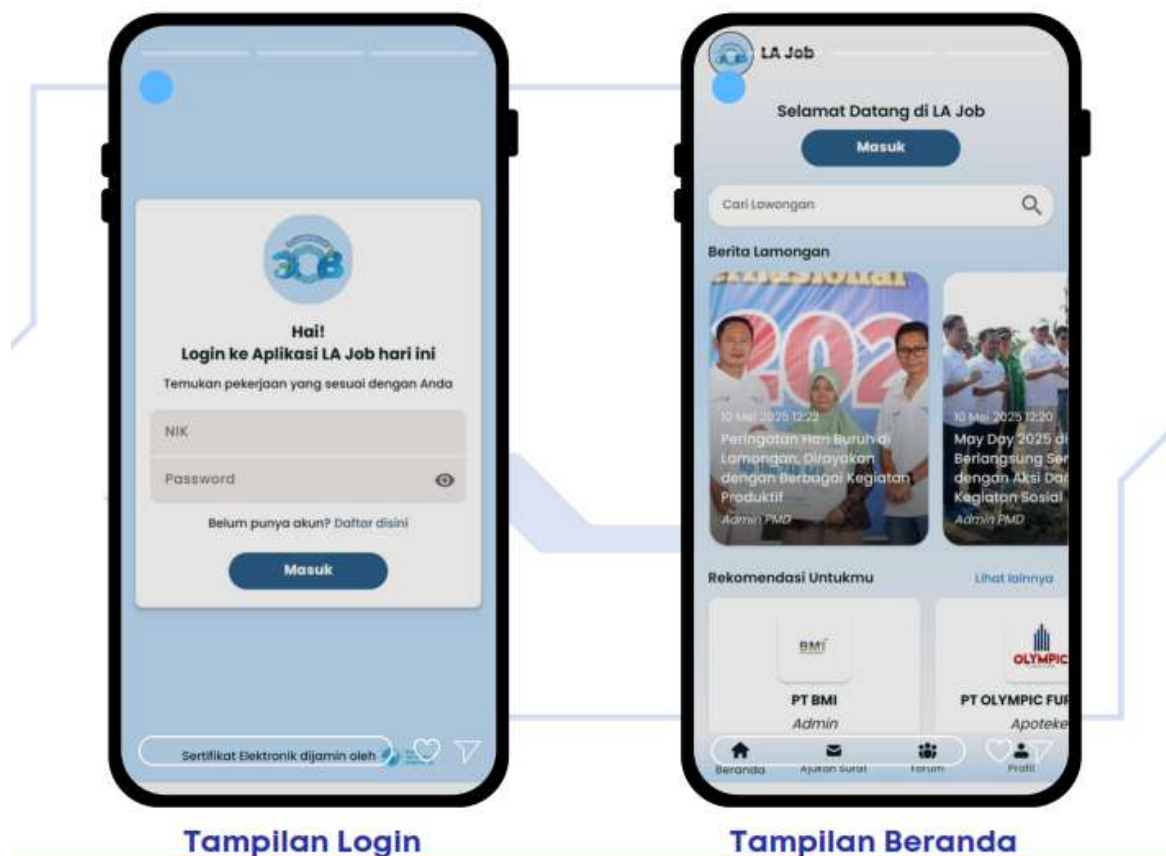 JOB
Hai!
Login ke Aplikasi LA Job hari ini
Temukan pekerjaan yang sesuai dengan Anda
NIK
Password
Belum punya akun? Daftar disini
Masuk
Sertifikat Elektronik dijamin oleh
Tampilan Login
LA Job
Selamat Datang di LA Job
Masuk
Cari Lowongan
Berita Lamongan
202
10 Mei 2025 12:22
Peringatan Hari Buruh di
Lamongan, Dirayakan
dengan Berbagai Kegiatan
Produktif
Admin PMD
10 Mei 2025 12:20
May Day 2025 di
Berlangsung Ser
dengan Aksi Dar
Kegiatan Sosial
Admin PMD
Rekomendasi Untukmu
Lihat lainnya
BMI
PT BMI
Admin
OLYMPIC
PT OLYMPIC FUR
Apoteke
Beranda
Ajukan Surat
Forum
Profil
Tampilan Beranda